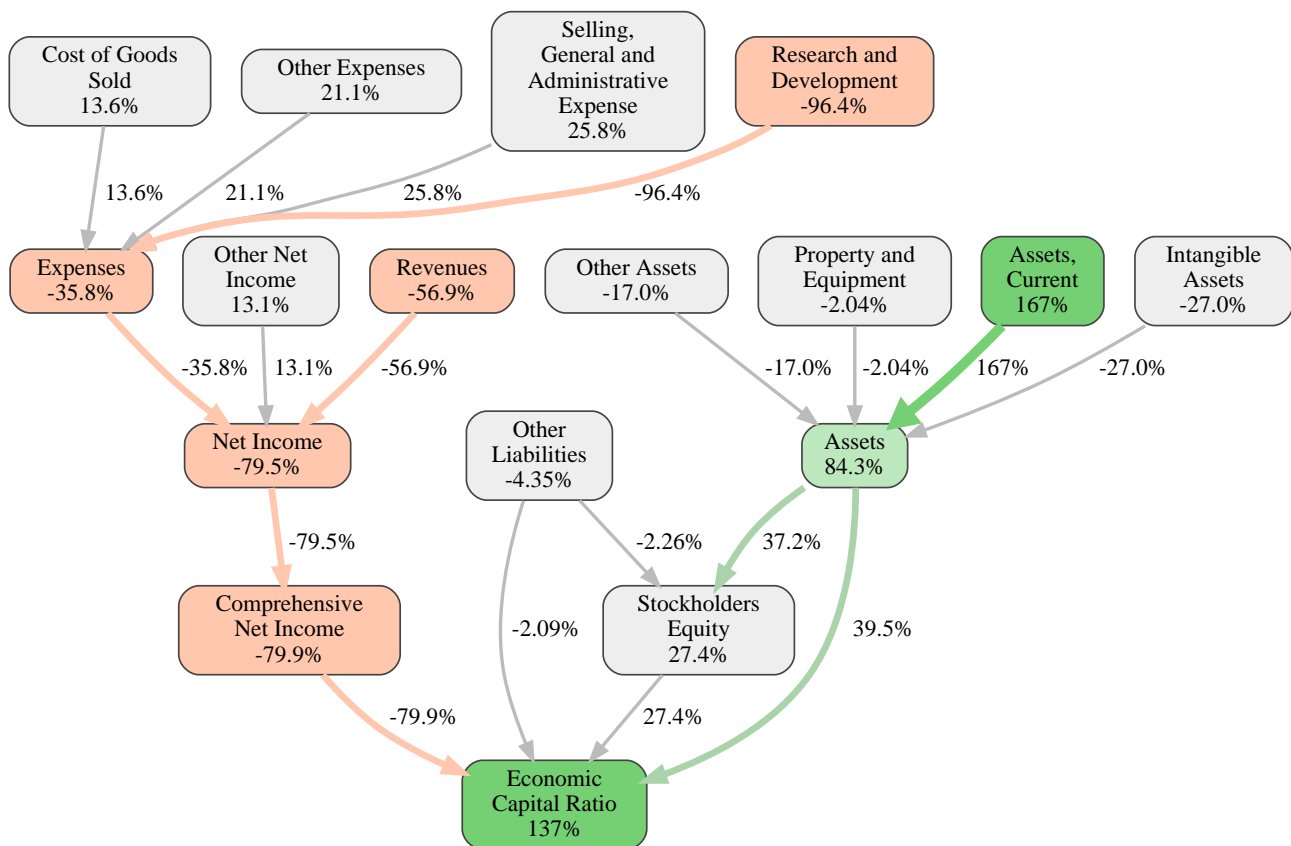 Cost of Goods
Sold
13.6%
Other Expenses
21.1%
Selling,
General and
Administrative
Expense
25.8%
Research and
Development
-96.4%
13.6%
21.1%
25.8%
-96.4%
Expenses
-35.8%
Other Net
Income
13.1%
Revenues
-56.9%
Other Assets
-17.0%
Property and
Equipment
-2.04%
Assets,
Current
167%
Intangible
Assets
-27.0%
-35.8%
13.1%
-56.9%
-17.0%
-2.04%
167%
-27.0%
Net Income
-79.5%
Other
Liabilities
-4.35%
Assets
84.3%
-79.5%
-2.26%
37.2%
Comprehensive
Net Income
-79.9%
-2.09%
Stockholders
Equity
27.4%
39.5%
-79.9%
27.4%
Economic
Capital Ratio
137%